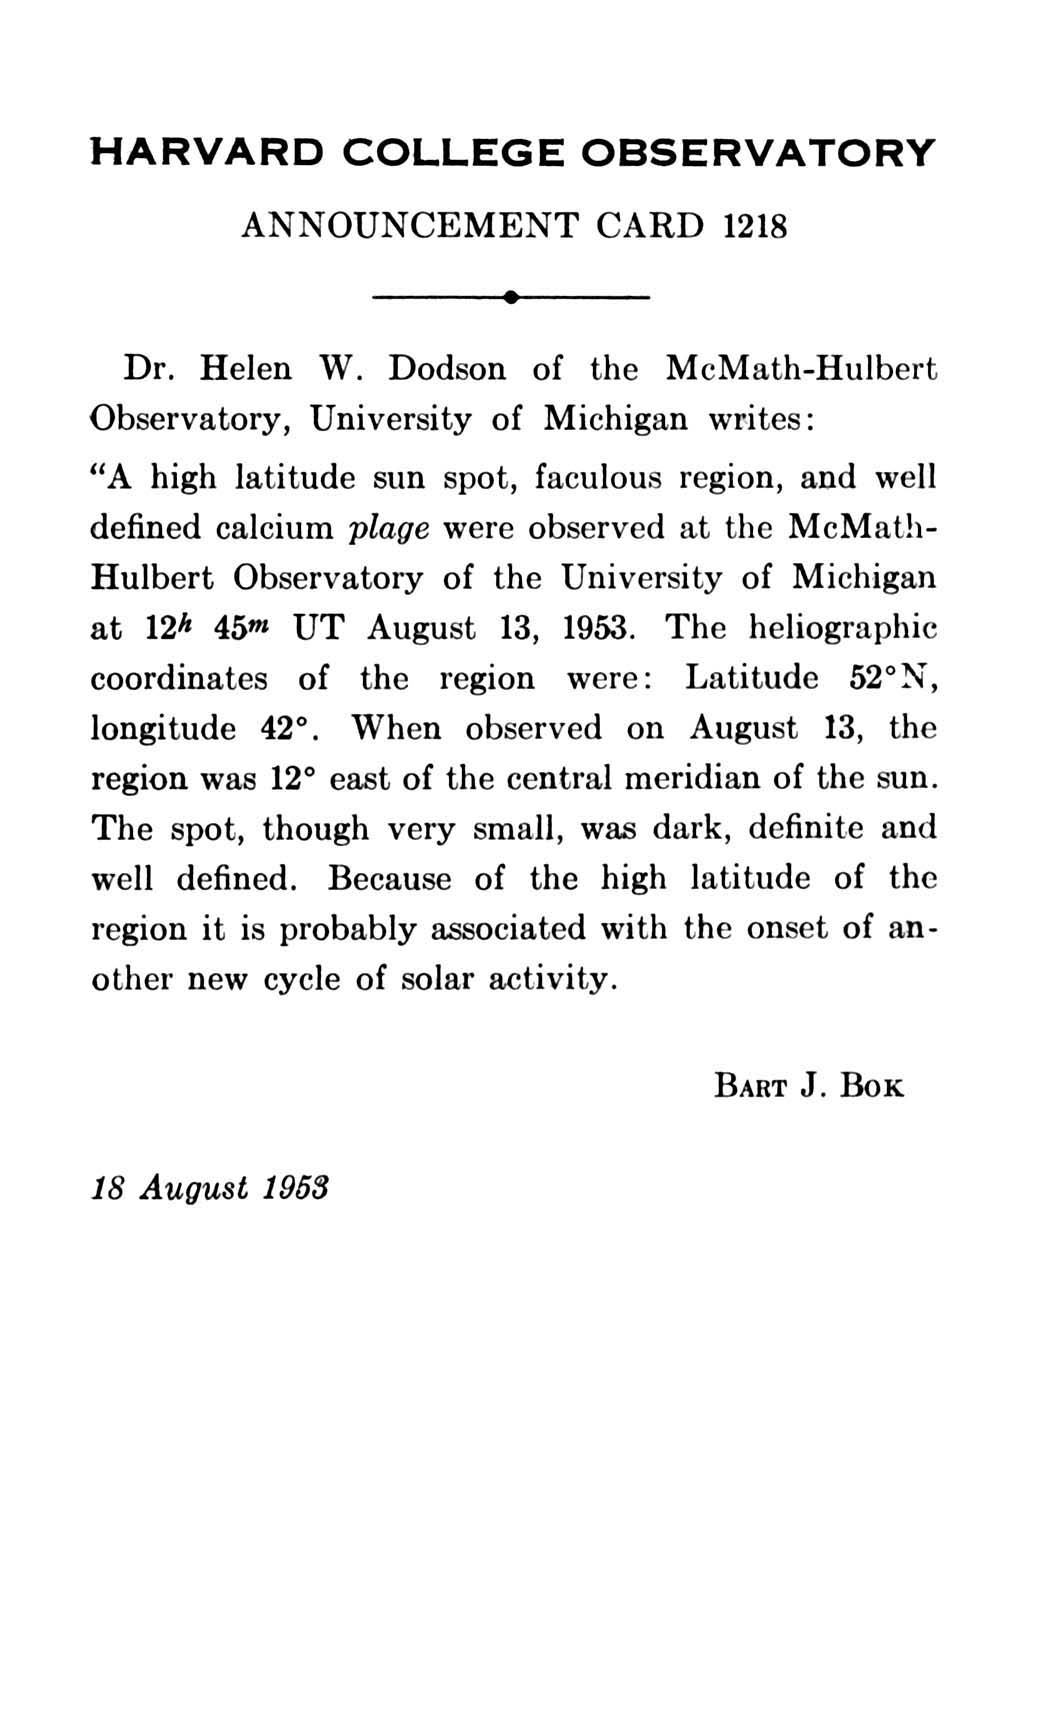 HARVARD COLLEGE OBSERVATORY
ANNOUNCEMENT CARD 1218
Dr. Helen W. Dodson of the McMath-Hulbert
Observatory, University of Michigan writes:
“A high latitude sun spot, faculous region, and well
defined calcium plage were observed at the McMath-
Hulbert Observatory of the University of Michigan
at 12h 45m UT August 13, 1953. The heliographic
coordinates of the region were: Latitude 52°N,
longitude 42°. When observed on August 13, the
region was 12° east of the central meridian of the sun.
The spot, though very small, was dark, definite and
well defined. Because of the high latitude of the
region it is probably associated with the onset of an-
other new cycle of solar activity.
BART J. BOK
18 August 1953